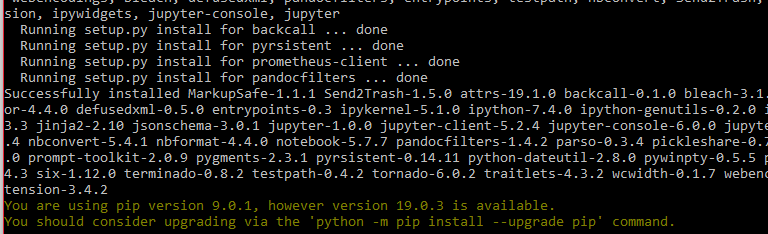 webencodings, bleach, defusedxml, pandocfilters, entrypoints, testpath, nbconvert, Send2Trash,
sion, ipywidgets, jupyter-console, jupyter
Running setup.py install for backcall ... done
Running setup.py install for pyrsistent ... done
Running setup.py install for prometheus-client ... done
Running setup.py install for pandocfilters ... done
Successfully installed MarkupSafe-1.1.1 Send2Trash-1.5.0 attrs-19.1.0 backcall-0.1.0 bleach-3.1.
or-4.4.0 defusedxml-0.5.0 entrypoints-0.3 ipykernel-5.1.0 ipython-7.4.0 ipython-genutils-0.2.0 i
3.3 jinja2-2.10 jsonschema-3.0.1 jupyter-1.0.0 jupyter-client-5.2.4 jupyter-console-6.0.0 jupyte
.4 nbconvert-5.4.1 nbformat-4.4.0 notebook-5.7.7 pandocfilters-1.4.2 parso-0.3.4 pickleshare-0.7
.0 prompt-toolkit-2.0.9 pygments-2.3.1 pyrsistent-0.14.11 python-dateutil-2.8.0 pywinpty-0.5.5 p
4.3 six-1.12.0 terminado-0.8.2 testpath-0.4.2 tornado-6.0.2 traitlets-4.3.2 wcwidth-0.1.7 webenc
tension-3.4.2
You are using pip version 9.0.1, however version 19.0.3 is available.
You should consider upgrading via the 'python -m pip install --upgrade pip' command.